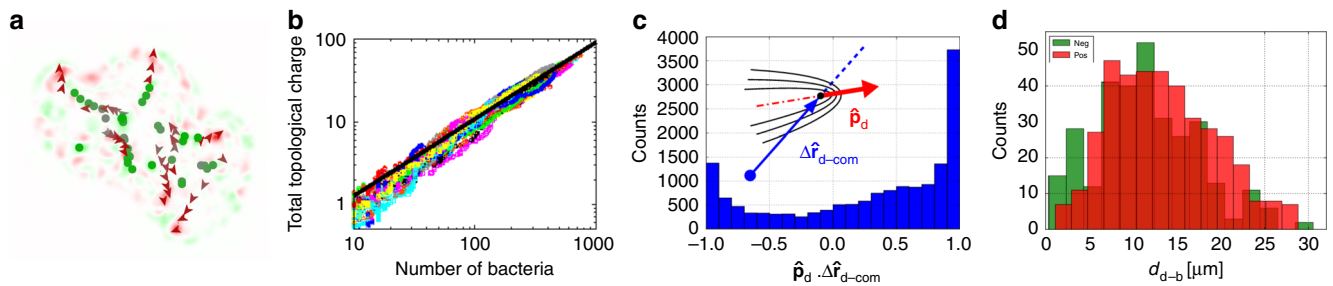 a
b
Total topological charge
100
10
1
10
100
1000
Number of bacteria
c
Counts
4000
3500
3000
2500
2000
1500
1000
500
0
−1.0
−0.5
0.0
0.5
1.0
p̂d
Δr̂d–com
p̂d .Δr̂d–com
d
Counts
50
40
30
20
10
0
Neg
Pos
0
5
10
15
20
25
30
dd–b [μm]